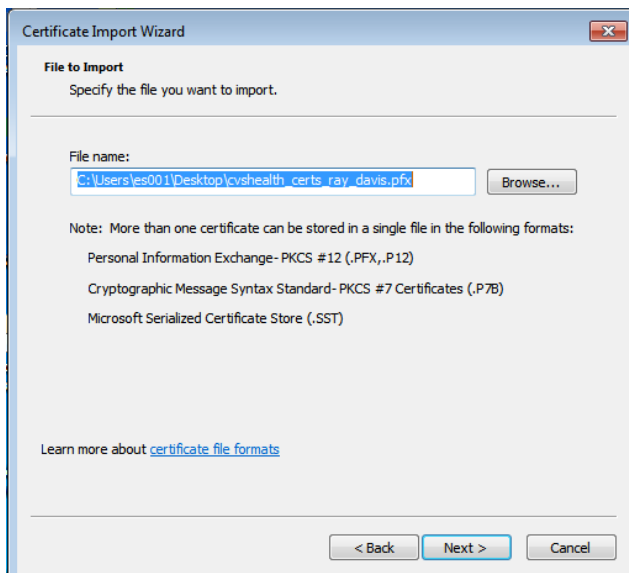 Certificate Import Wizard
File to Import
Specify the file you want to import.
File name:
C:\Users\es001\Desktop\cvshealth_certs_ray_davis.pfx
Browse...
Note:  More than one certificate can be stored in a single file in the following formats:
Personal Information Exchange- PKCS #12 (.PFX,.P12)
Cryptographic Message Syntax Standard- PKCS #7 Certificates (.P7B)
Microsoft Serialized Certificate Store (.SST)
Learn more about certificate file formats
< Back
Next >
Cancel